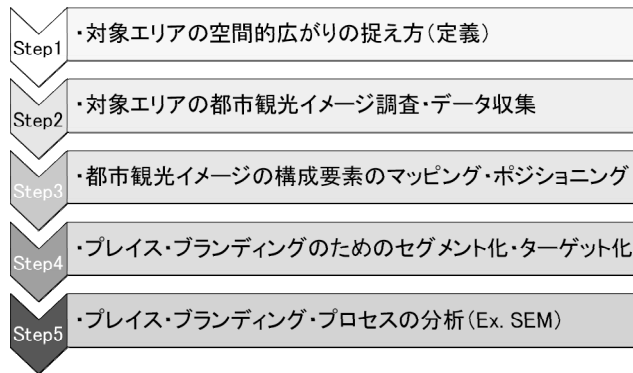 Step1
・対象エリアの空間的広がりの捉え方(定義)
Step2
・対象エリアの都市観光イメージ調査・データ収集
Step3
・都市観光イメージの構成要素のマッピング・ポジショニング
Step4
・プレイス・ブランディングのためのセグメント化・ターゲット化
Step5
・プレイス・ブランディング・プロセスの分析(Ex. SEM)